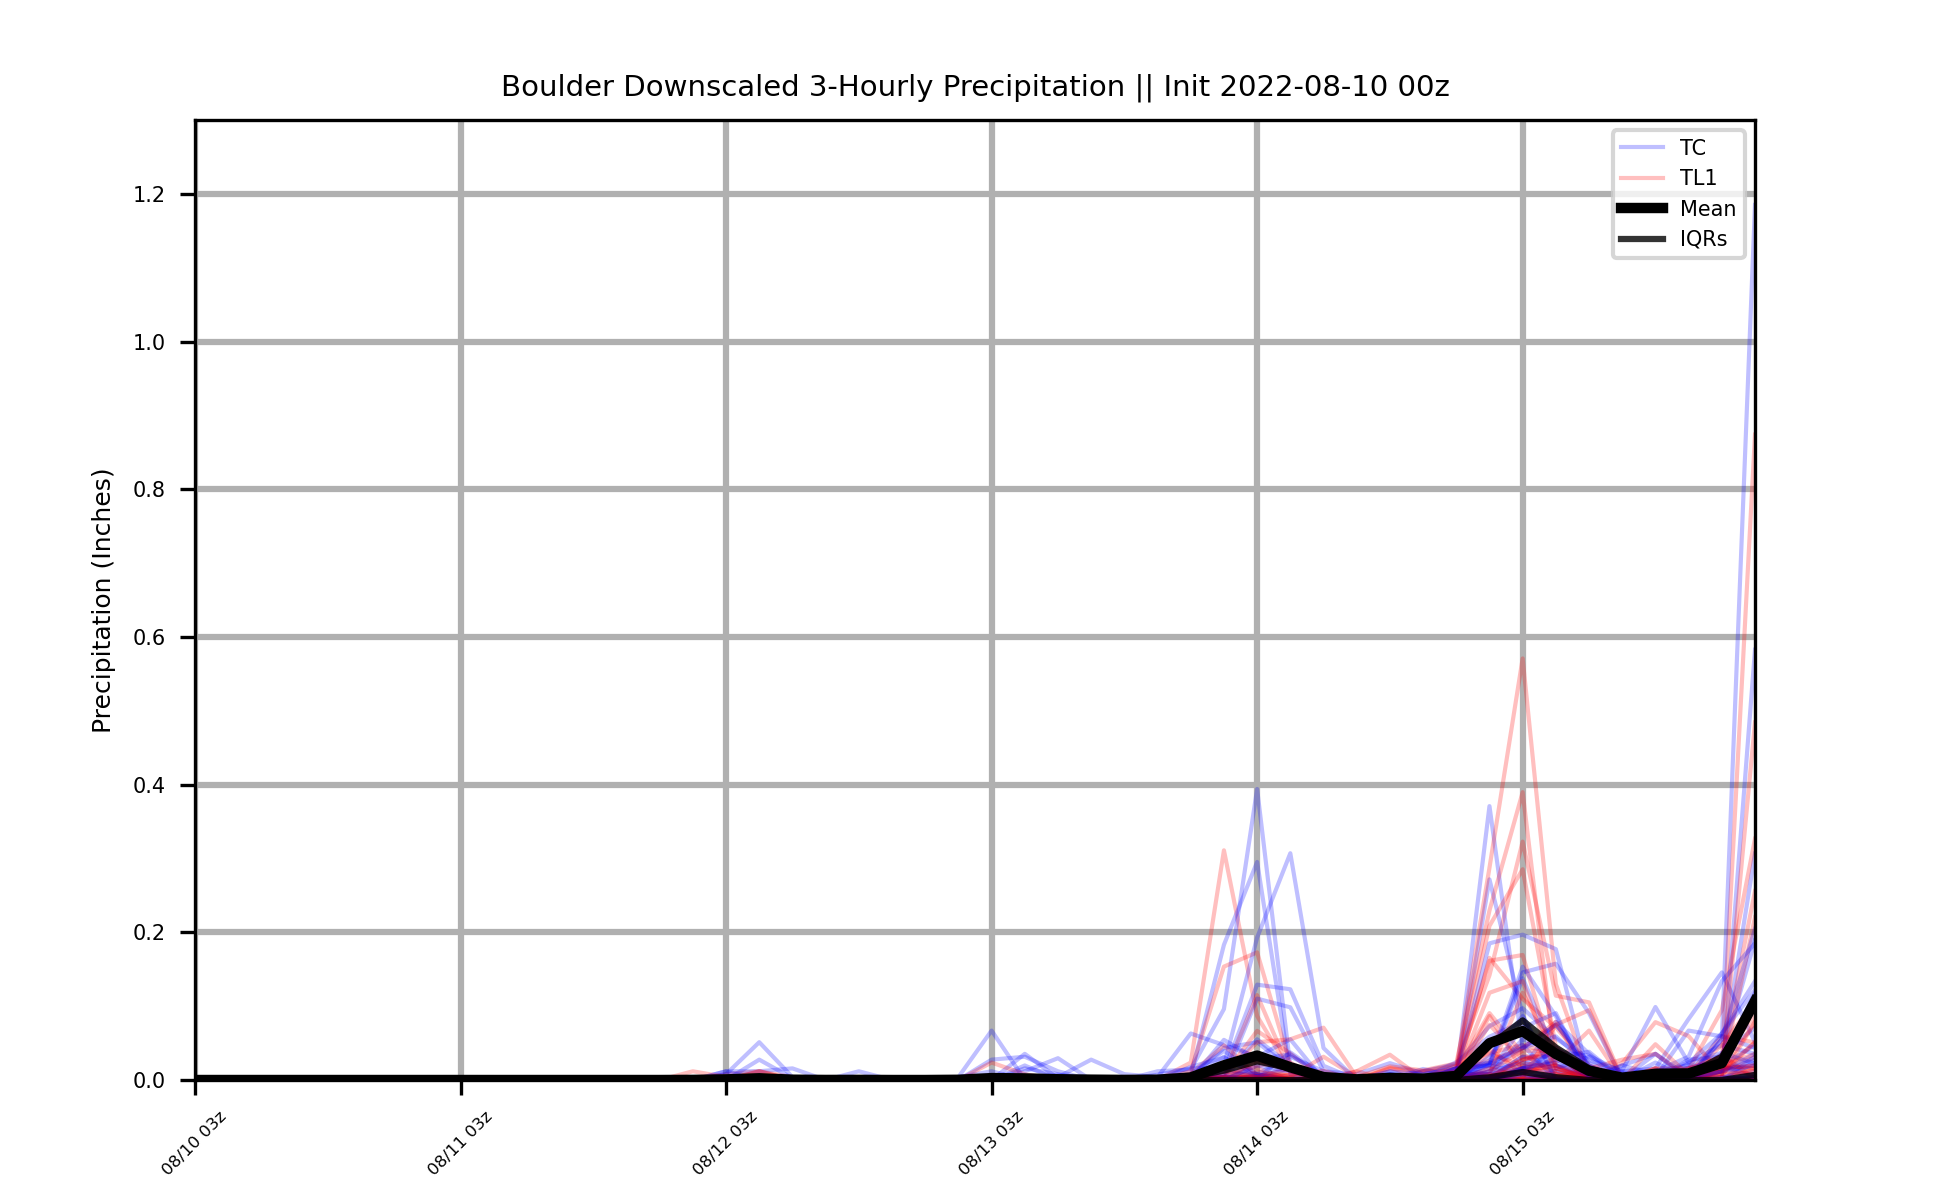 Boulder Downscaled 3-Hourly Precipitation || Init 2022-08-10 00z
TC
TL1
Mean
IQRs
Precipitation (Inches)
1.2
1.0
0.8
0.6
0.4
0.2
0.0
08/10 03z
08/11 03z
08/12 03z
08/13 03z
08/14 03z
08/15 03z